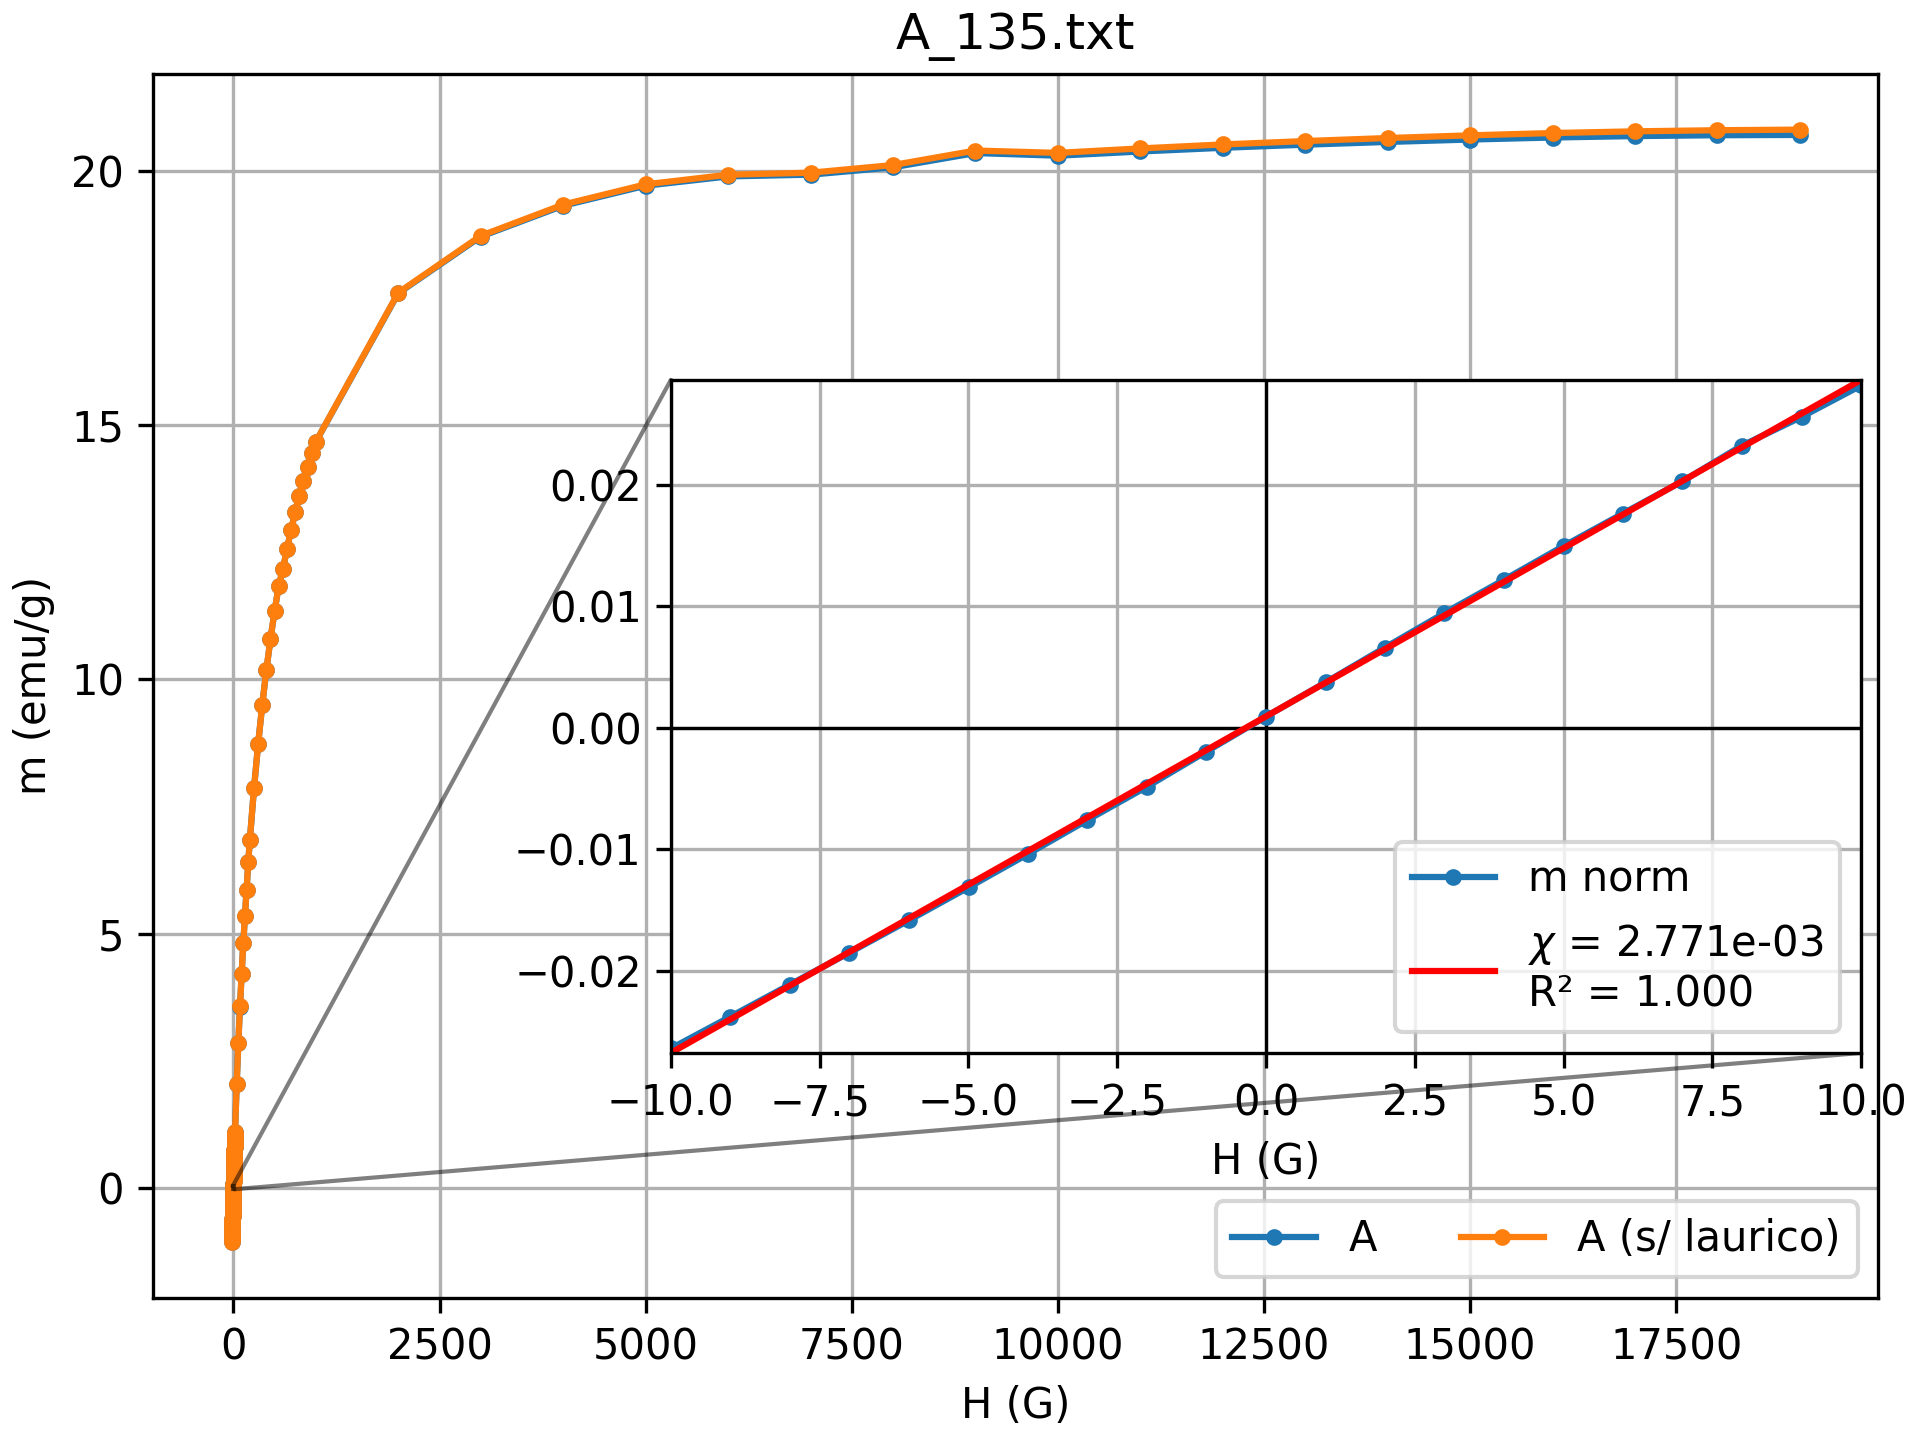 A_135.txt
m (emu/g)
20
15
10
5
0
0.02
0.01
0.00
−0.01
−0.02
m norm
χ = 2.771e-03
R² = 1.000
−10.0 −7.5 −5.0 −2.5 0.0 2.5 5.0 7.5 10.0
H (G)
A A (s/ laurico)
0 2500 5000 7500 10000 12500 15000 17500
H (G)